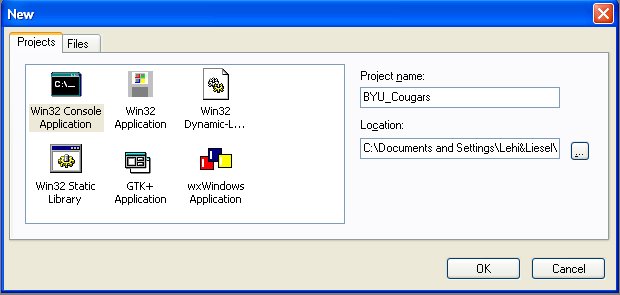 New
Projects
Files
Win32 Console
Application
Win32
Application
Win32
Dynamic-L...
Win32 Static
Library
GTK+
Application
wxWindows
Application
Project name:
BYU_Cougars
Location:
C:\Documents and Settings\Lehi&Liesel\
...
OK
Cancel